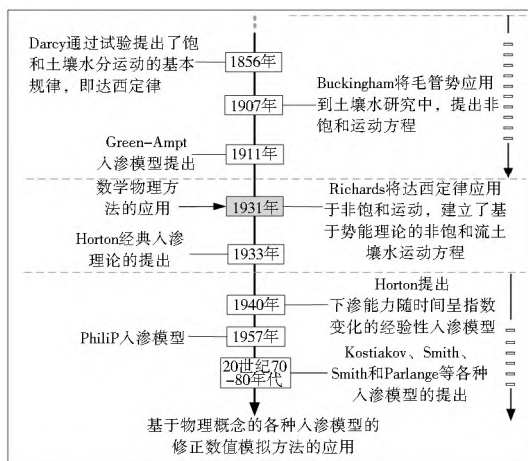 Darcy通过试验提出了饱
和土壤水分运动的基本
规律，即达西定律
1856年
1907年
Buckingham将毛管势应用
到土壤水研究中，提出非
饱和运动方程
Green-Ampt
入渗模型提出
1911年
数学物理方
法的应用
1931年
Richards将达西定律应用
于非饱和运动，建立了基
于势能理论的非饱和流土
壤水运动方程
Horton经典入渗
理论的提出
1933年
1940年
Horton提出
下渗能力随时间呈指数
变化的经验性入渗模型
PhiliP入渗模型
1957年
20世纪70
-80年代
Kostiakov、Smith、
Smith和Parlange等各种
入渗模型的提出
基于物理概念的各种入渗模型的
修正数值模拟方法的应用